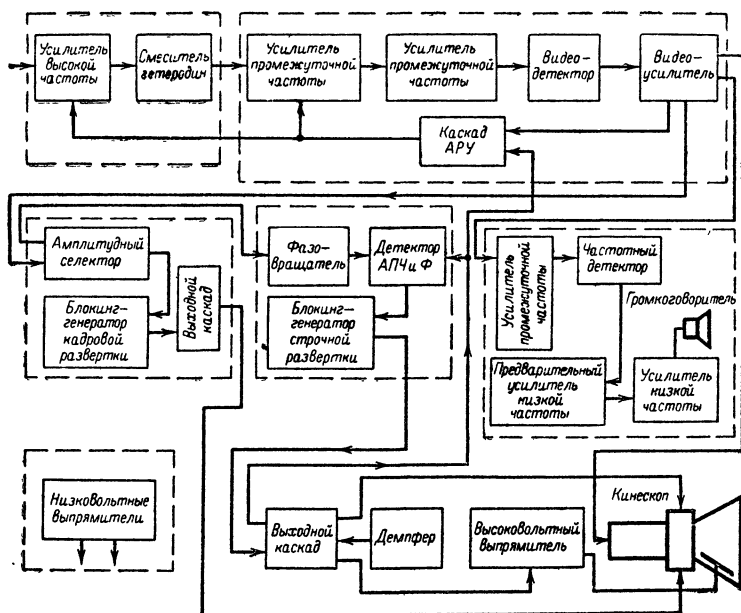 Усилитель
высокой
частоты
Смеситель
гетеродин
Усилитель
промежуточной
частоты
Усилитель
промежуточной
частоты
Видео-
детектор
Видео-
усилитель
Каскад
АРУ
Амплитудный
селектор
Блокинг-
генератор
кадровой
развертки
Выходной
каскад
Фазо-
вращатель
Детектор
АПЧ и Ф
Блокинг-
генератор
строчной
развертки
Усилитель
промежуточной
частоты
Частотный
детектор
Громкоговоритель
Предварительный
усилитель
низкой
частоты
Усилитель
низкой
частоты
Низковольтные
выпрямители
Выходной
каскад
Демпфер
Высоковольтный
выпрямитель
Кинескоп